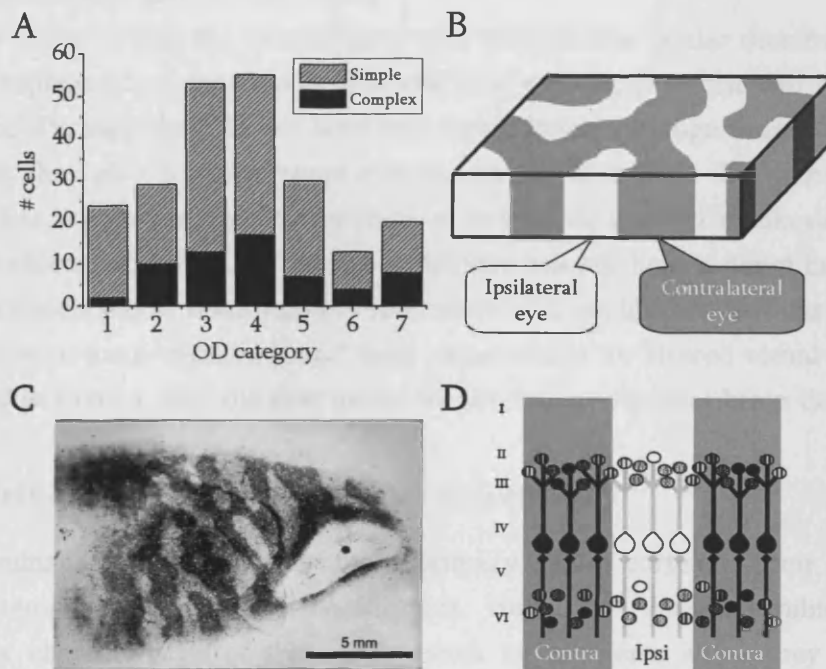 A
60
50
40
30
20
10
0
# cells
Simple
Complex
1 2 3 4 5 6 7
OD category
B
Ipsilateral
eye
Contralateral
eye
C
5 mm
D
I
II
III
IV
V
VI
Contra Ipsi Contra